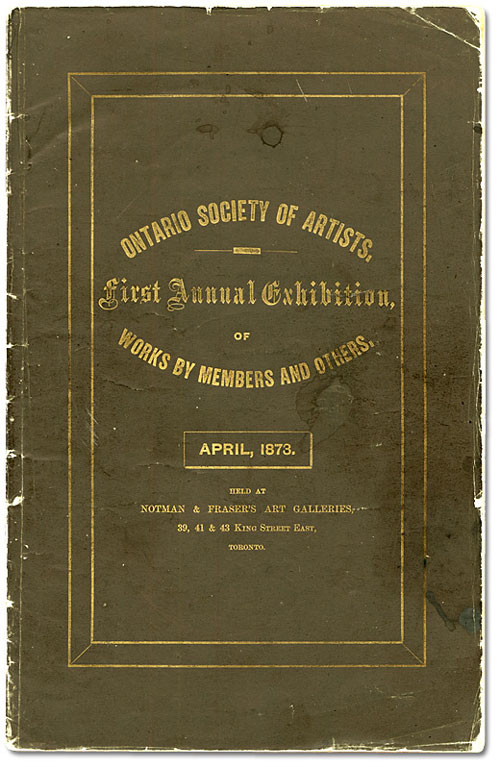 ONTARIO SOCIETY OF ARTISTS,
First Annual Exhibition,
OF
WORKS BY MEMBERS AND OTHERS,
APRIL, 1873.
HELD AT
NOTMAN & FRASER'S ART GALLERIES,
39, 41 & 43 KING STREET EAST,
TORONTO.